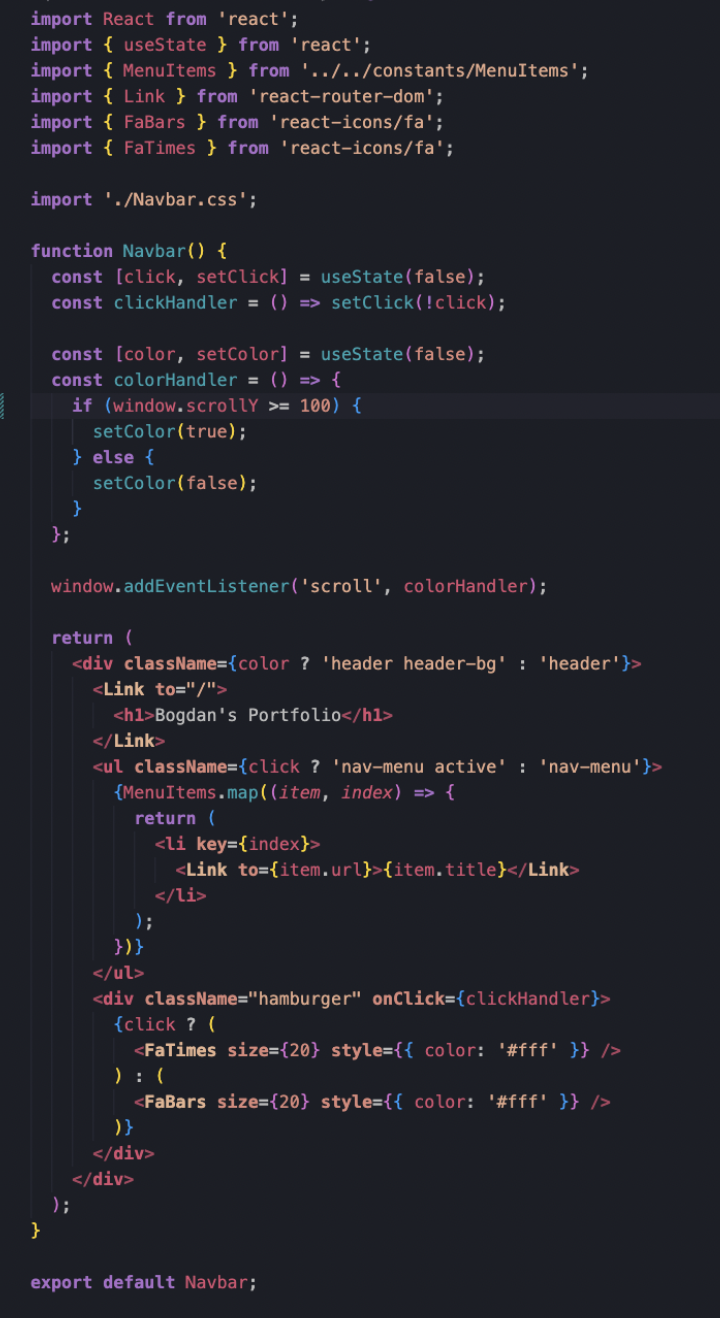 import React from 'react';
import { useState } from 'react';
import { MenuItems } from '../../constants/MenuItems';
import { Link } from 'react-router-dom';
import { FaBars } from 'react-icons/fa';
import { FaTimes } from 'react-icons/fa';

import './Navbar.css';

function Navbar() {
  const [click, setClick] = useState(false);
  const clickHandler = () => setClick(!click);

  const [color, setColor] = useState(false);
  const colorHandler = () => {
    if (window.scrollY >= 100) {
      setColor(true);
    } else {
      setColor(false);
    }
  };

  window.addEventListener('scroll', colorHandler);

  return (
    <div className={color ? 'header header-bg' : 'header'}>
      <Link to="/">
        <h1>Bogdan's Portfolio</h1>
      </Link>
      <ul className={click ? 'nav-menu active' : 'nav-menu'}>
        {MenuItems.map((item, index) => {
          return (
            <li key={index}>
              <Link to={item.url}>{item.title}</Link>
            </li>
          );
        })}
      </ul>
      <div className="hamburger" onClick={clickHandler}>
        {click ? (
          <FaTimes size={20} style={{ color: '#fff' }} />
        ) : (
          <FaBars size={20} style={{ color: '#fff' }} />
        )}
      </div>
    </div>
  );
}

export default Navbar;